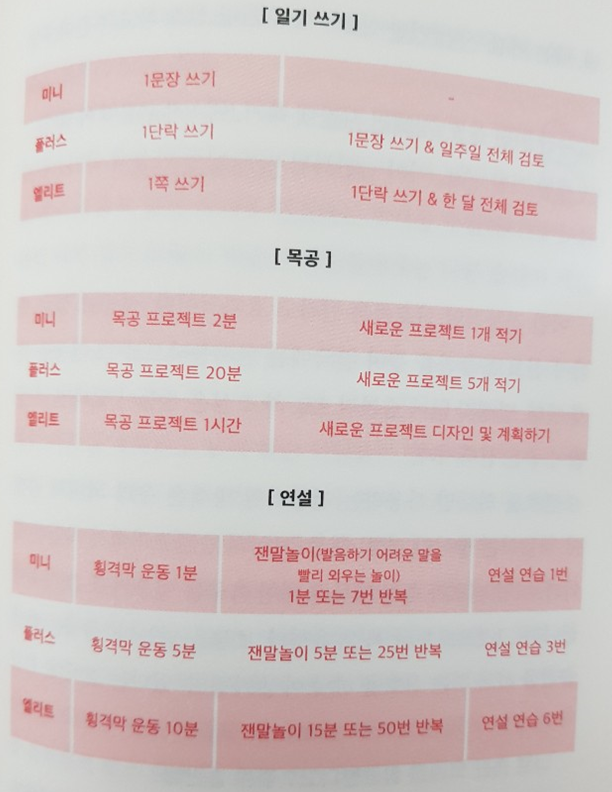 [ 일기 쓰기 ]
미니 1문장 쓰기 -
플러스 1단락 쓰기 1문장 쓰기 & 일주일 전체 검토
엘리트 1쪽 쓰기 1단락 쓰기 & 한 달 전체 검토
[ 목공 ]
미니 목공 프로젝트 2분 새로운 프로젝트 1개 적기
플러스 목공 프로젝트 20분 새로운 프로젝트 5개 적기
엘리트 목공 프로젝트 1시간 새로운 프로젝트 디자인 및 계획하기
[ 연설 ]
잰말놀이(발음하기 어려운 말을
미니 횡격막 운동 1분 빨리 외우는 놀이) 연설 연습 1번
1분 또는 7번 반복
플러스 횡격막 운동 5분 잰말놀이 5분 또는 25번 반복 연설 연습 3번
엘리트 횡격막 운동 10분 잰말놀이 15분 또는 50번 반복 연설 연습 6번